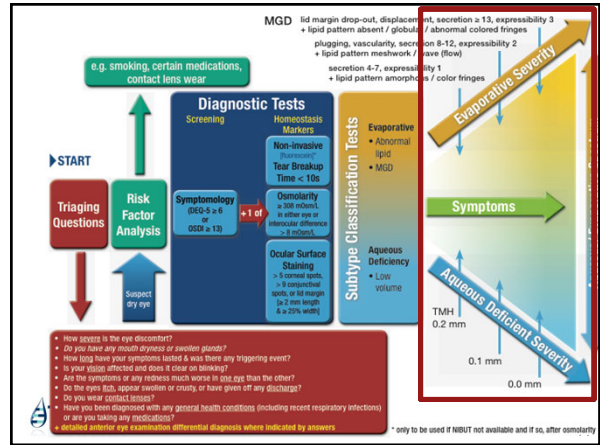 MGD
lid margin drop-out, displacement, secretion ≥ 13, expressibility 3
+ lipid pattern absent / globular / abnormal colored fringes
plugging, vascularity, secretion 8-12, expressibility 2
+ lipid pattern meshwork / wave (flow)
secretion 4-7, expressibility 1
+ lipid pattern amorphous / color fringes
e.g. smoking, certain medications,
contact lens wear
START
Triaging
Questions
Risk
Factor
Analysis
Suspect
dry eye
Diagnostic Tests
Screening
Homeostasis
Markers
Symptomology
(DEQ-5 ≥ 6
or
OSDI ≥ 13)
+1 of
Non-invasive
[fluorescein]*
Tear Breakup
Time < 10s
Osmolarity
≥ 308 mOsm/L
in either eye or
interocular difference
> 8 mOsm/L
Ocular Surface
Staining
> 5 corneal spots,
> 9 conjunctival
spots, or lid margin
[≥ 2 mm length
& ≥ 25% width]
Subtype Classification Tests
Evaporative
• Abnormal
lipid
• MGD
Aqueous
Deficiency
• Low
volume
Evaporative Severity
Symptoms
Aqueous Deficient Severity
TMH
0.2 mm
0.1 mm
0.0 mm
• How severe is the eye discomfort?
• Do you have any mouth dryness or swollen glands?
• How long have your symptoms lasted & was there any triggering event?
• Is your vision affected and does it clear on blinking?
• Are the symptoms or any redness much worse in one eye than the other?
• Do the eyes itch, appear swollen or crusty, or have given off any discharge?
• Do you wear contact lenses?
• Have you been diagnosed with any general health conditions (including recent respiratory infections)
or are you taking any medications?
+ detailed anterior eye examination differential diagnosis where indicated by answers
* only to be used if NIBUT not available and if so, after osmolarity